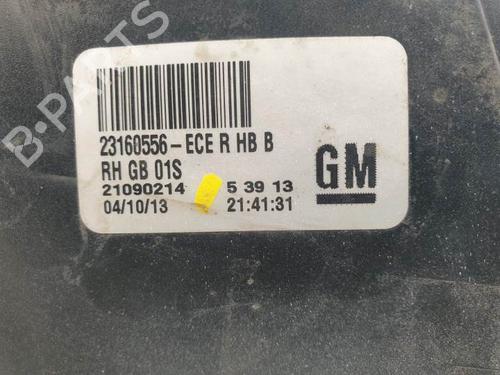 B-PARTS
23160556-ECE R HB B
RH GB 01S
21090214 5 39 13
04/10/13 21:41:31
GM